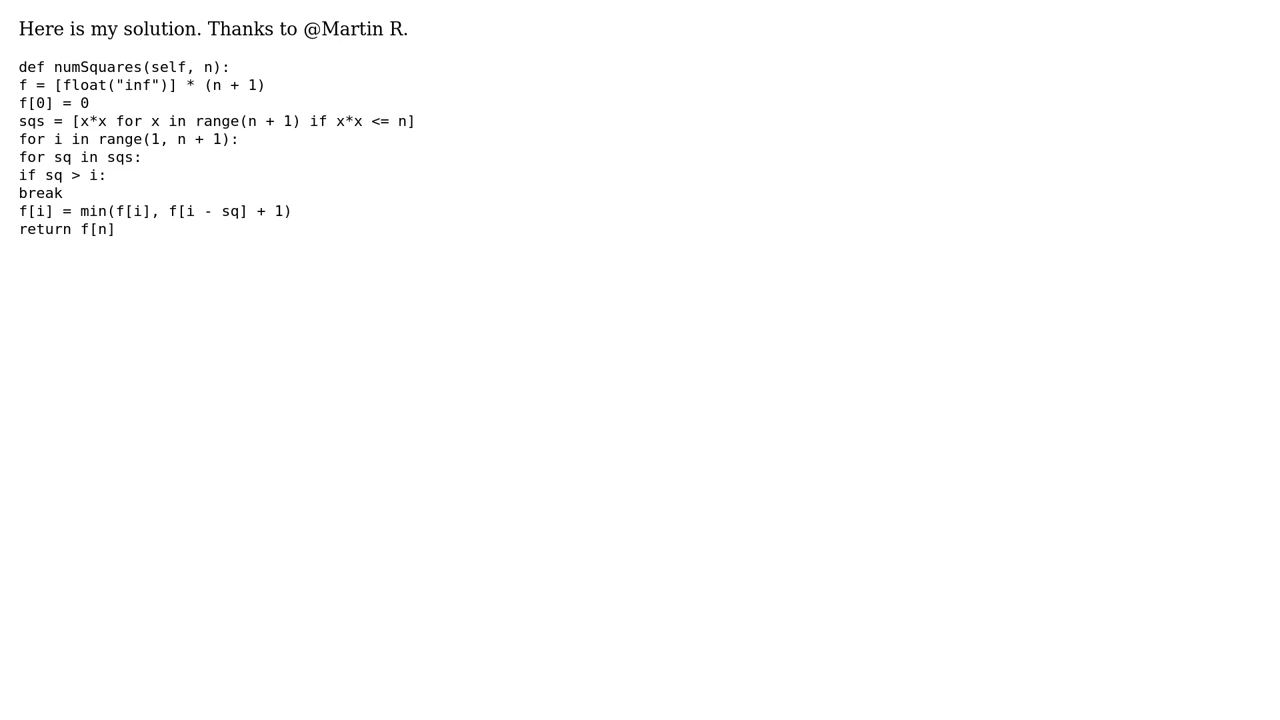 Here is my solution. Thanks to @Martin R.
def numSquares(self, n):
f = [float("inf")] * (n + 1)
f[0] = 0
sqs = [x*x for x in range(n + 1) if x*x <= n]
for i in range(1, n + 1):
for sq in sqs:
if sq > i:
break
f[i] = min(f[i], f[i - sq] + 1)
return f[n]